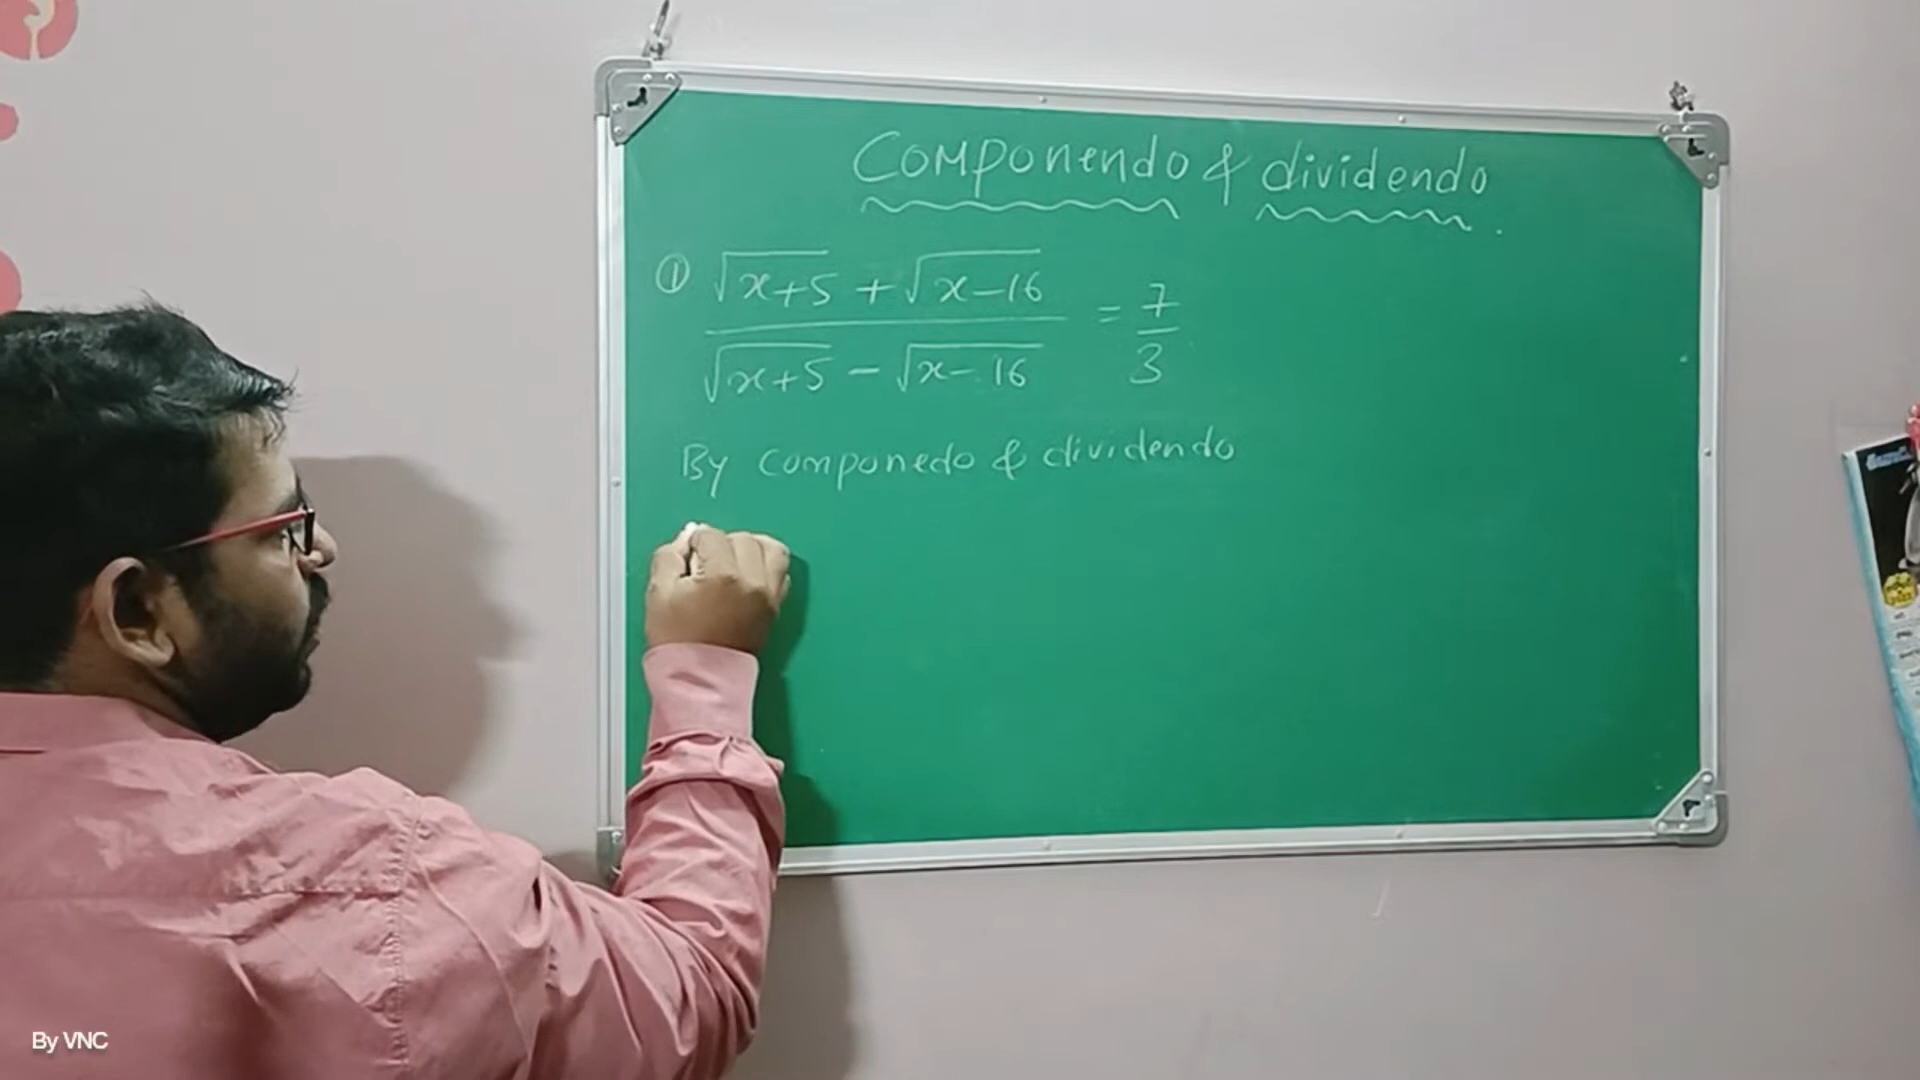 Componendo & dividendo.
① √x+5 + √x-16 / √x+5 - √x-16 = 7/3
By componedo & dividendo
By VNC